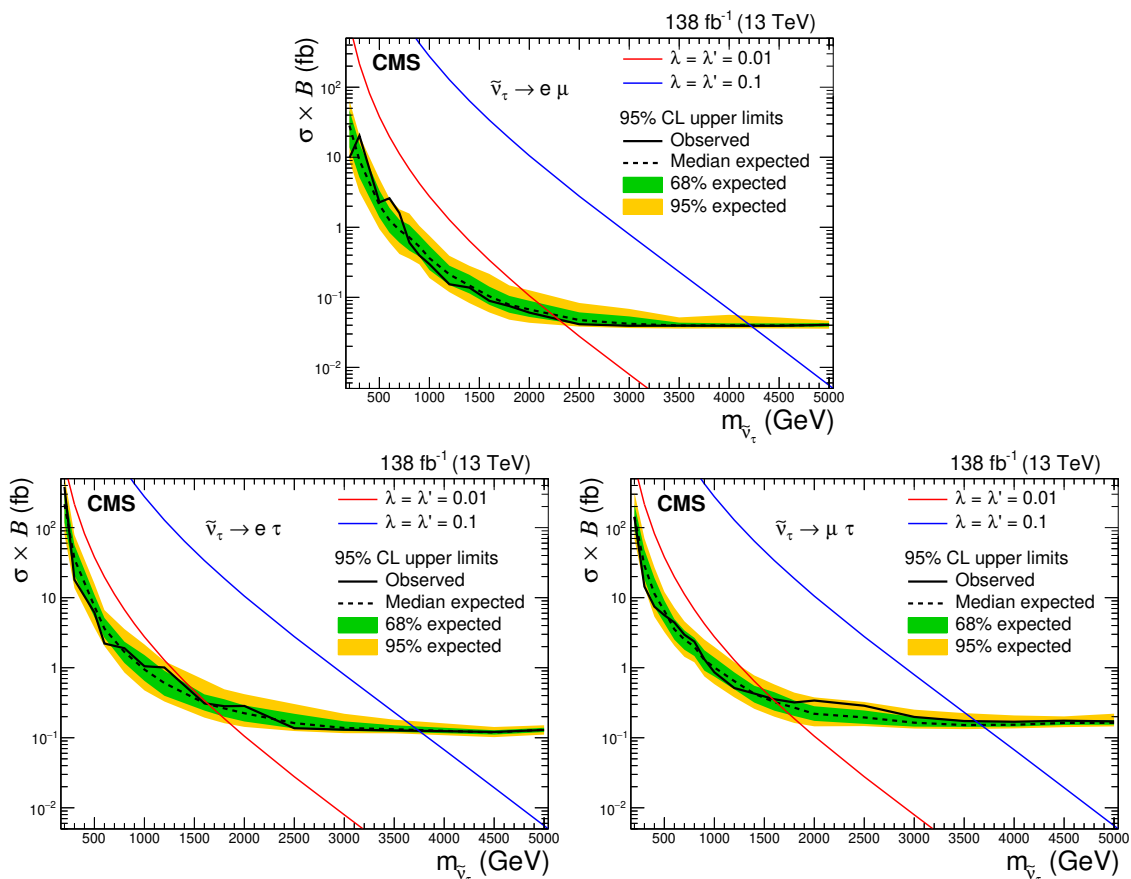 138 fb⁻¹ (13 TeV)
CMS
ν̃τ → e μ
λ = λ' = 0.01
λ = λ' = 0.1
95% CL upper limits
Observed
Median expected
68% expected
95% expected
σ × B (fb)
10²
10
1
10⁻¹
10⁻²
500 1000 1500 2000 2500 3000 3500 4000 4500 5000
m ν̃τ (GeV)
138 fb⁻¹ (13 TeV)
CMS
ν̃τ → e τ
λ = λ' = 0.01
λ = λ' = 0.1
95% CL upper limits
Observed
Median expected
68% expected
95% expected
σ × B (fb)
10²
10
1
10⁻¹
10⁻²
500 1000 1500 2000 2500 3000 3500 4000 4500 5000
m ν̃τ (GeV)
138 fb⁻¹ (13 TeV)
CMS
ν̃τ → μ τ
λ = λ' = 0.01
λ = λ' = 0.1
95% CL upper limits
Observed
Median expected
68% expected
95% expected
σ × B (fb)
10²
10
1
10⁻¹
10⁻²
500 1000 1500 2000 2500 3000 3500 4000 4500 5000
m ν̃τ (GeV)